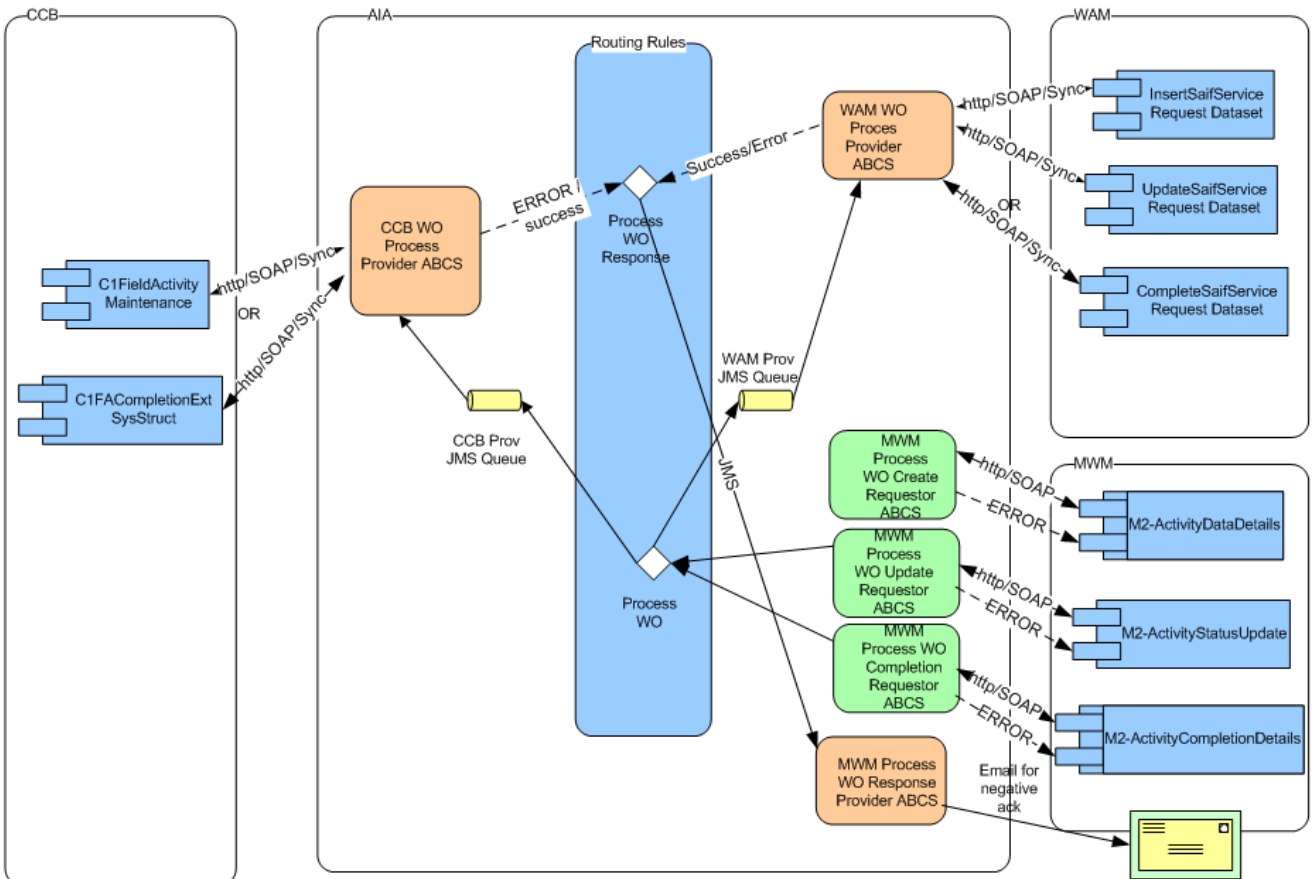 CCB
AIA
WAM
Routing Rules
InsertSaifService
Request Dataset
http/SOAP/Sync
WAM WO
Proces
Provider
ABCS
http/SOAP/Sync
Success/Error
UpdateSaifService
Request Dataset
OR
http/SOAP/Sync
ERROR /
success
Process
WO
Response
CCB WO
Process
Provider ABCS
CompleteSaifService
Request Dataset
http/SOAP/Sync
C1FieldActivity
Maintenance
OR
http/SOAP/Sync
C1FACompletionExt
SysStruct
WAM Prov
JMS Queue
CCB Prov
JMS Queue
JMS
MWM
Process
WO Create
Requestor
ABCS
MWM
http/SOAP
ERROR
M2-ActivityDataDetails
MWM
Process
WO Update
Requestor
ABCS
http/SOAP
ERROR
M2-ActivityStatusUpdate
Process
WO
MWM
Process WO
Completion
Requestor
ABCS
http/SOAP
ERROR
M2-ActivityCompletionDetails
MWM Process
WO Response
Provider ABCS
Email for
negative
ack